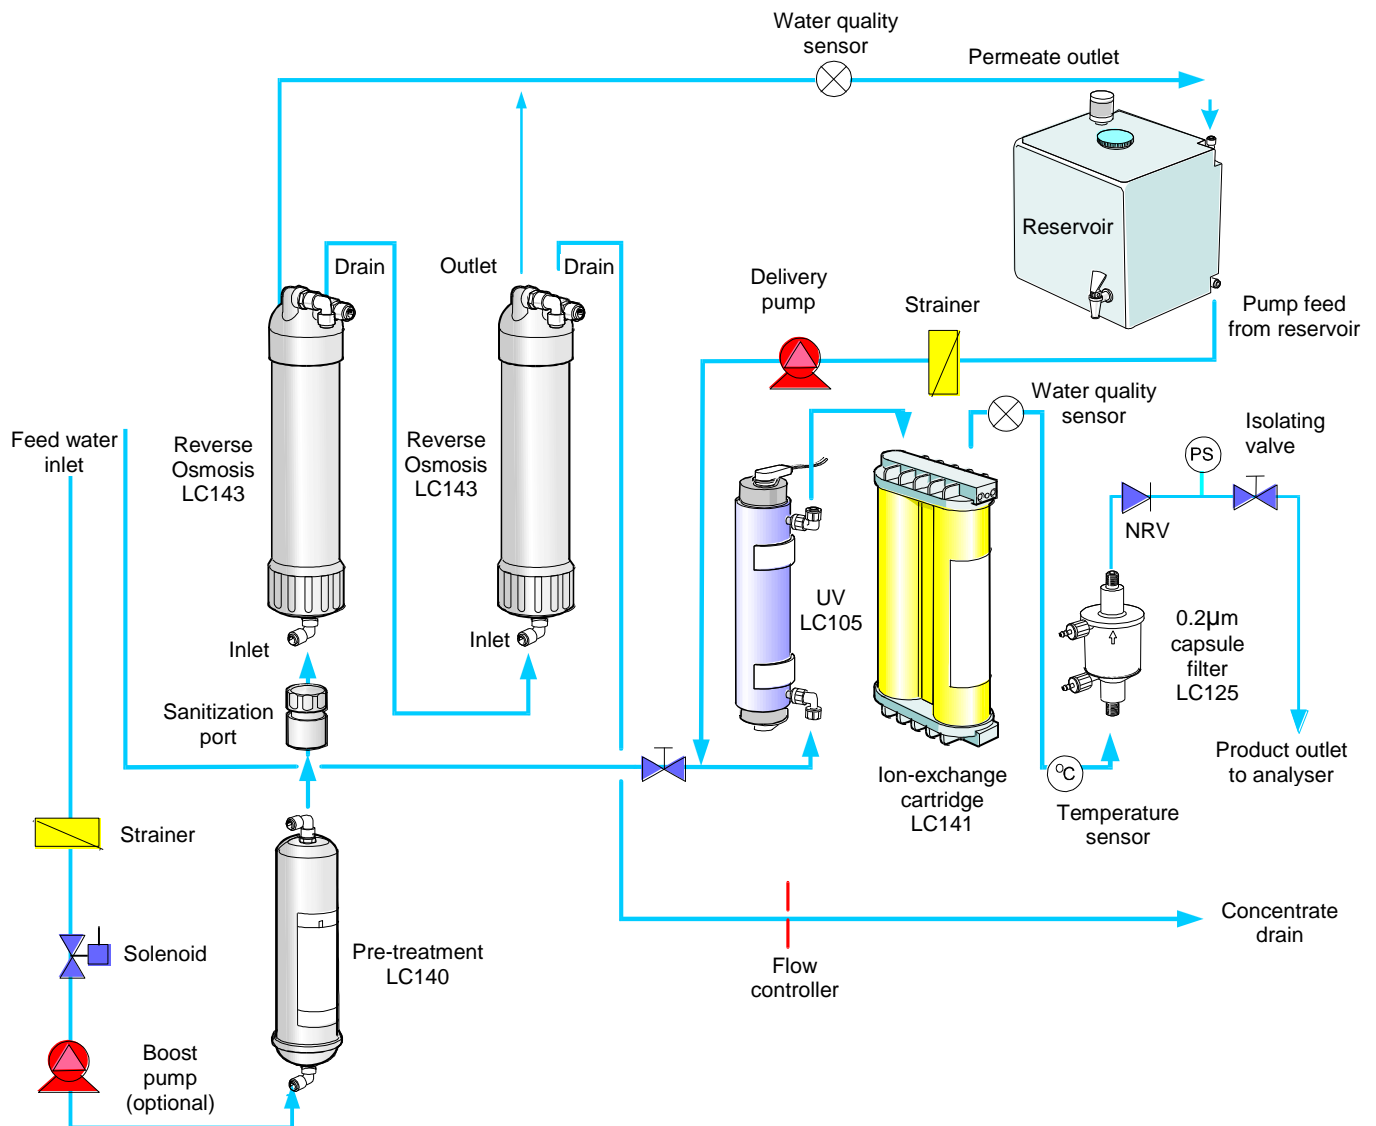 Water quality
sensor
Permeate outlet
Reservoir
Drain
Outlet
Drain
Delivery
pump
Strainer
Pump feed
from reservoir
Water quality
sensor
Isolating
valve
Feed water
inlet
Reverse
Osmosis
LC143
Reverse
Osmosis
LC143
PS
NRV
UV
LC105
0.2µm
capsule
filter
LC125
Inlet
Inlet
Sanitization
port
Product outlet
to analyser
Ion-exchange
cartridge
LC141
°C
Temperature
sensor
Strainer
Solenoid
Pre-treatment
LC140
Flow
controller
Concentrate
drain
Boost
pump
(optional)